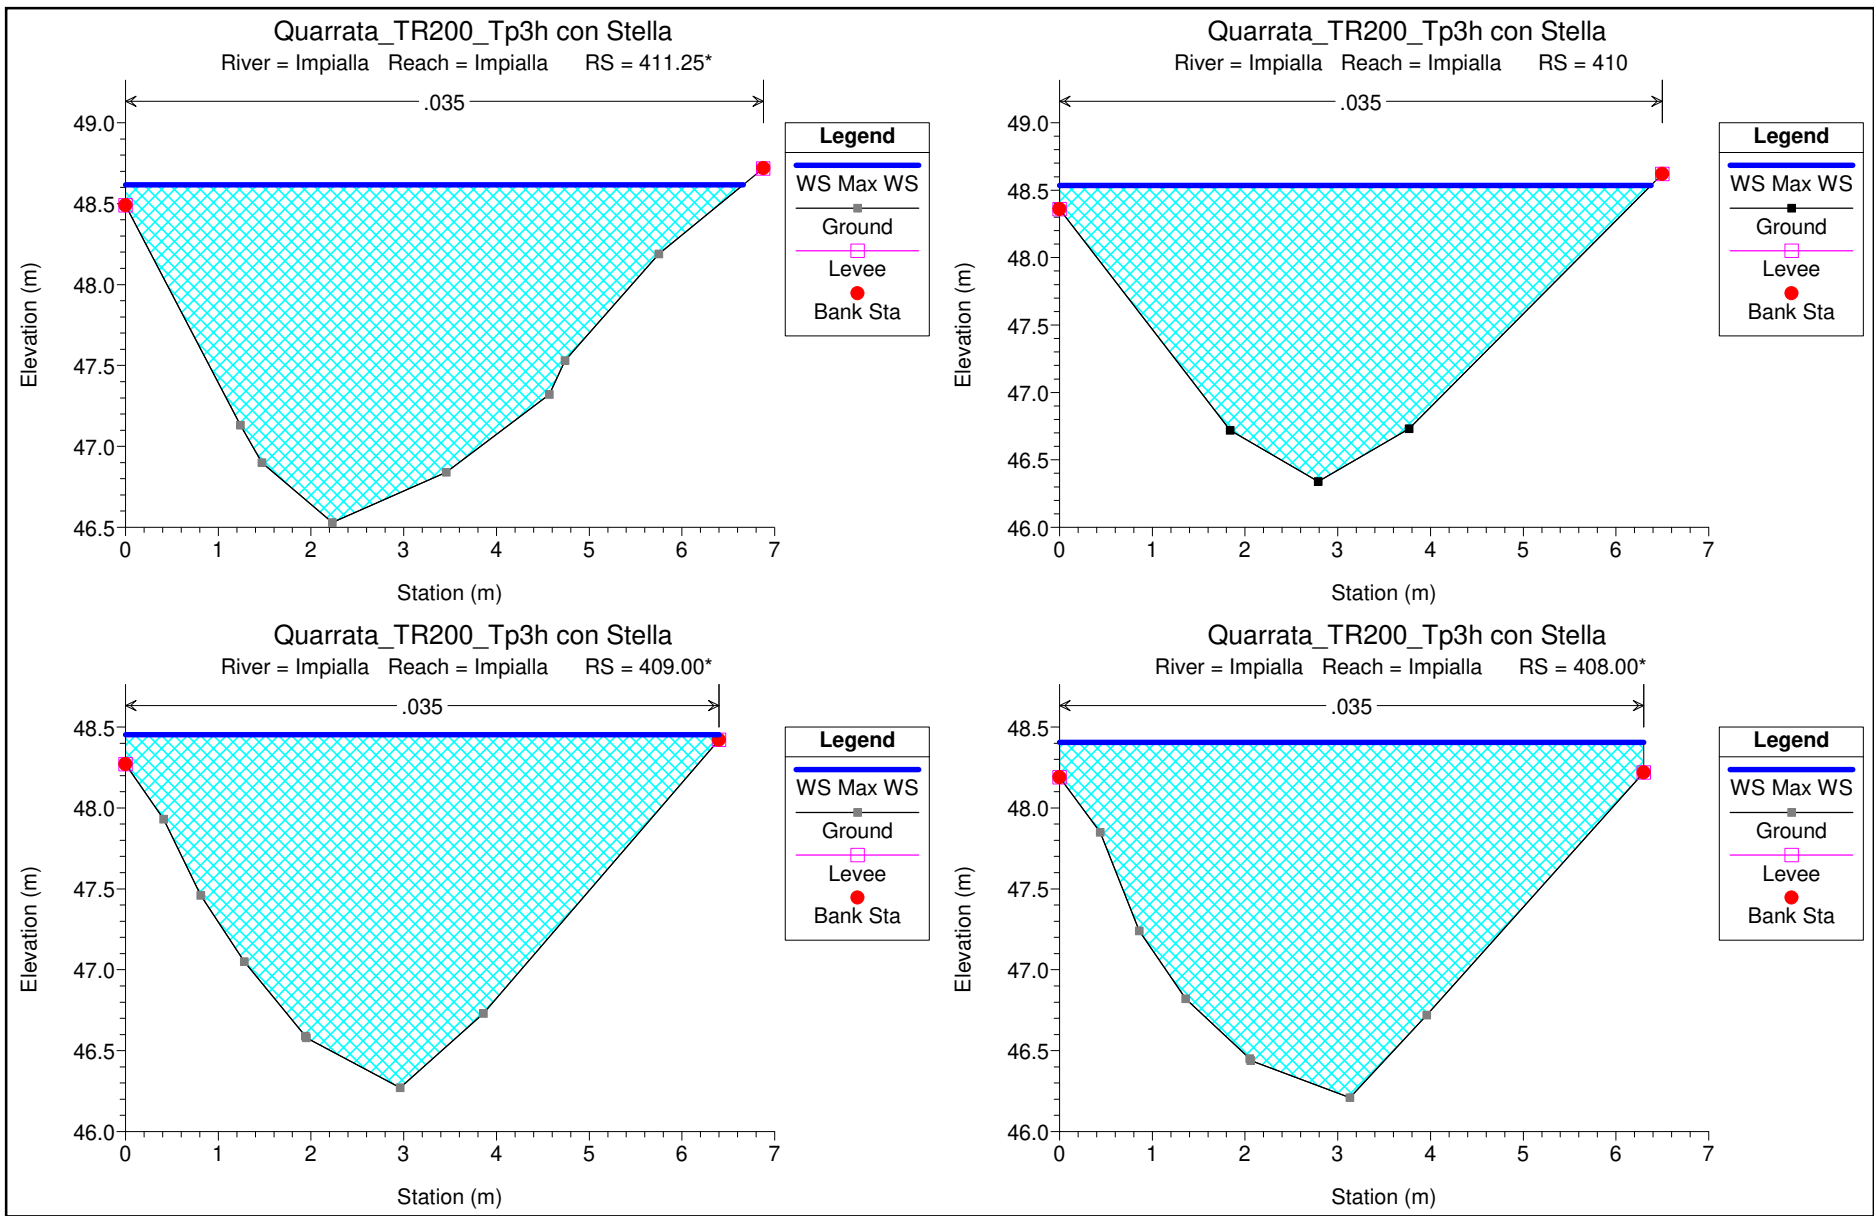 Quarrata_TR200_Tp3h con Stella
River = Impialla Reach = Impialla RS = 411.25*
.035
49.0
48.5
48.0
47.5
47.0
46.5
0 1 2 3 4 5 6 7
Elevation (m)
Station (m)
Legend
WS Max WS
Ground
Levee
Bank Sta
Quarrata_TR200_Tp3h con Stella
River = Impialla Reach = Impialla RS = 410
.035
49.0
48.5
48.0
47.5
47.0
46.5
46.0
0 1 2 3 4 5 6 7
Elevation (m)
Station (m)
Legend
WS Max WS
Ground
Levee
Bank Sta
Quarrata_TR200_Tp3h con Stella
River = Impialla Reach = Impialla RS = 409.00*
.035
48.5
48.0
47.5
47.0
46.5
46.0
0 1 2 3 4 5 6 7
Elevation (m)
Station (m)
Legend
WS Max WS
Ground
Levee
Bank Sta
Quarrata_TR200_Tp3h con Stella
River = Impialla Reach = Impialla RS = 408.00*
.035
48.5
48.0
47.5
47.0
46.5
46.0
0 1 2 3 4 5 6 7
Elevation (m)
Station (m)
Legend
WS Max WS
Ground
Levee
Bank Sta